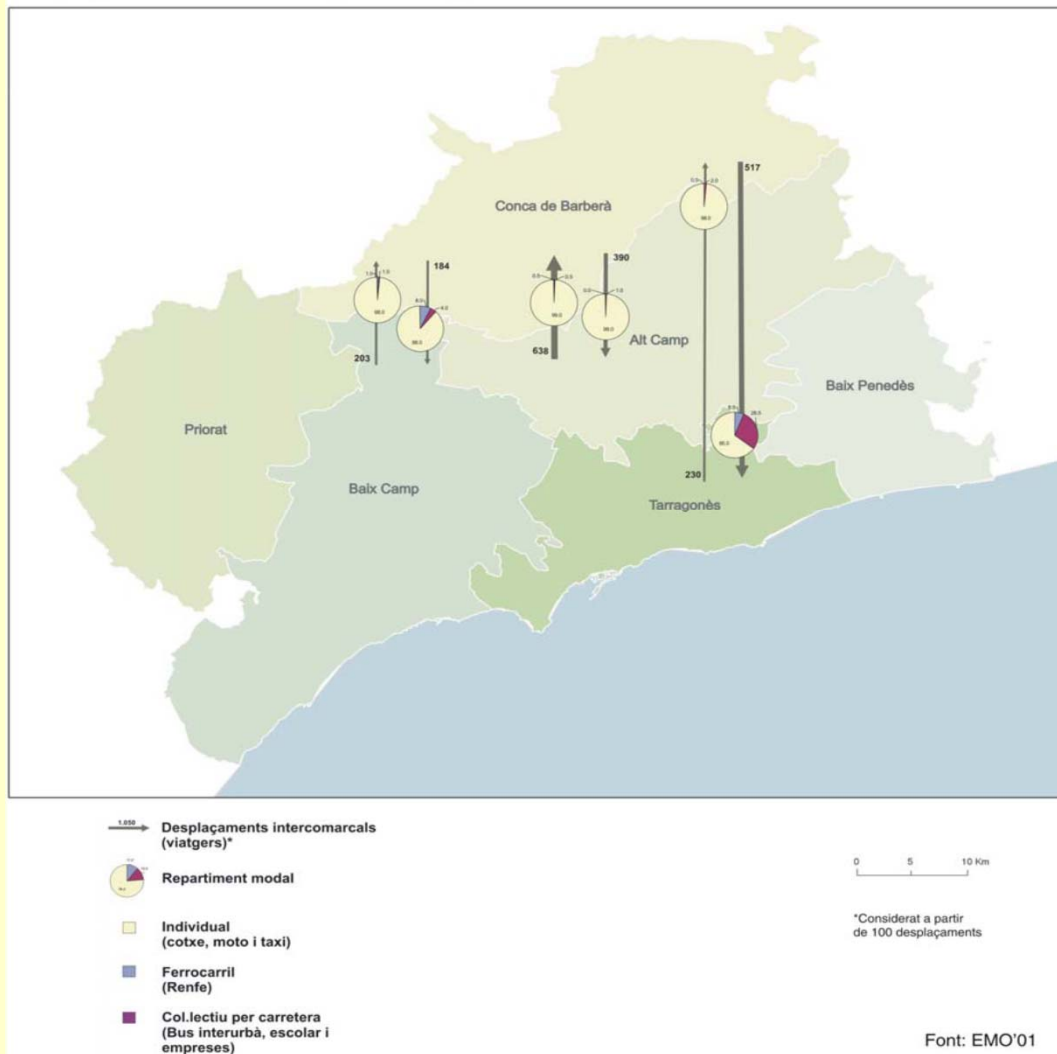 517
Conca de Barberà
184
390
Alt Camp
638
203
Baix Penedès
Priorat
230
Baix Camp
Tarragonès
1.050
Desplaçaments intercomarcals
(viatgers)*
Repartiment modal
Individual
(cotxe, moto i taxi)
Ferrocarril
(Renfe)
Col.lectiu per carretera
(Bus interurbà, escolar i
empreses)
0 5 10 Km
*Considerat a partir
de 100 desplaçaments
Font: EMO'01